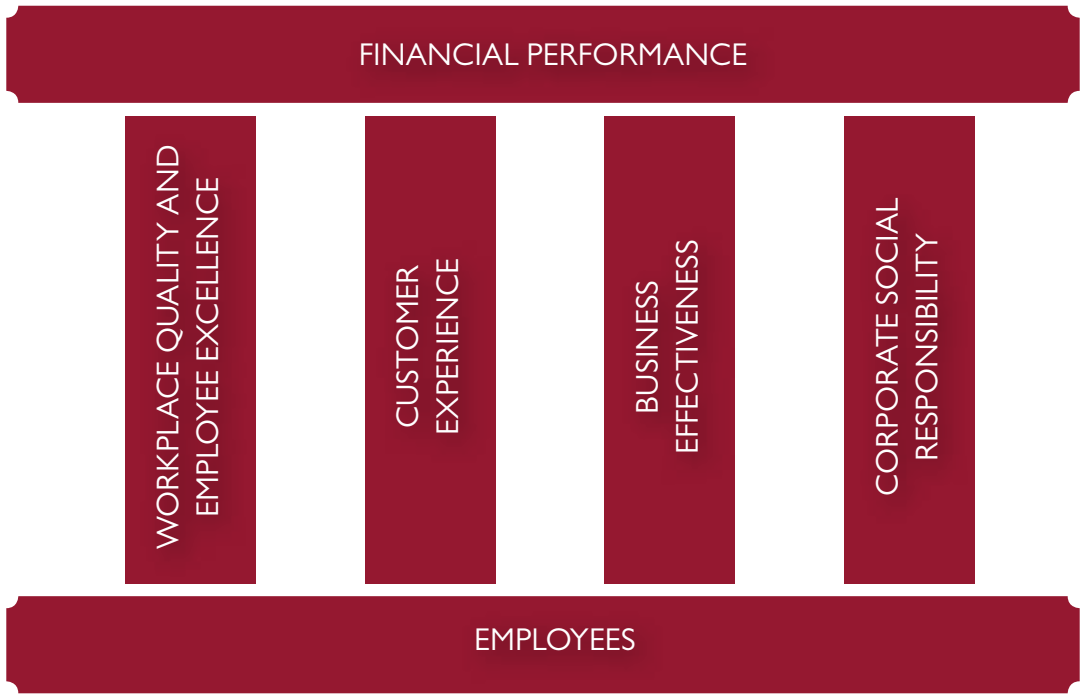 FINANCIAL PERFORMANCE
WORKPLACE QUALITY AND
EMPLOYEE EXCELLENCE
CUSTOMER
EXPERIENCE
BUSINESS
EFFECTIVENESS
CORPORATE SOCIAL
RESPONSIBILITY
EMPLOYEES